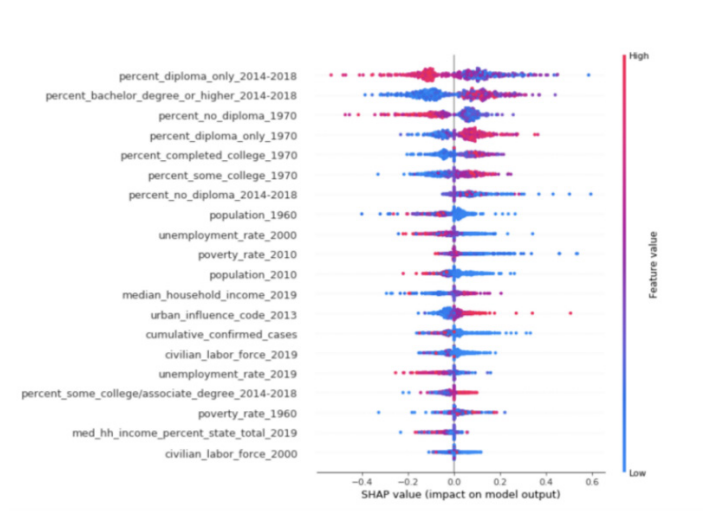 High
percent_diploma_only_2014-2018
percent_bachelor_degree_or_higher_2014-2018
percent_no_diploma_1970
percent_diploma_only_1970
percent_completed_college_1970
percent_some_college_1970
percent_no_diploma_2014-2018
population_1960
unemployment_rate_2000
poverty_rate_2010
population_2010
median_household_income_2019
urban_influence_code_2013
cumulative_confirmed_cases
civilian_labor_force_2019
unemployment_rate_2019
percent_some_college/associate_degree_2014-2018
poverty_rate_1960
med_hh_income_percent_state_total_2019
civilian_labor_force_2000
Feature value
Low
−0.4 −0.2 0.0 0.2 0.4 0.6
SHAP value (impact on model output)